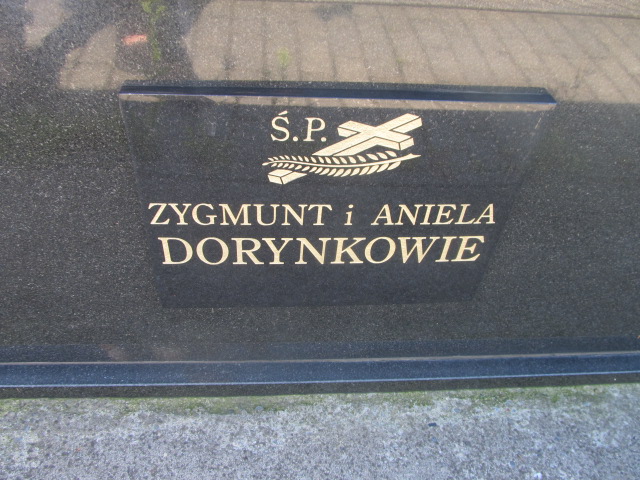 Ś.P.
ZYGMUNT i ANIELA
DORYNKOWIE